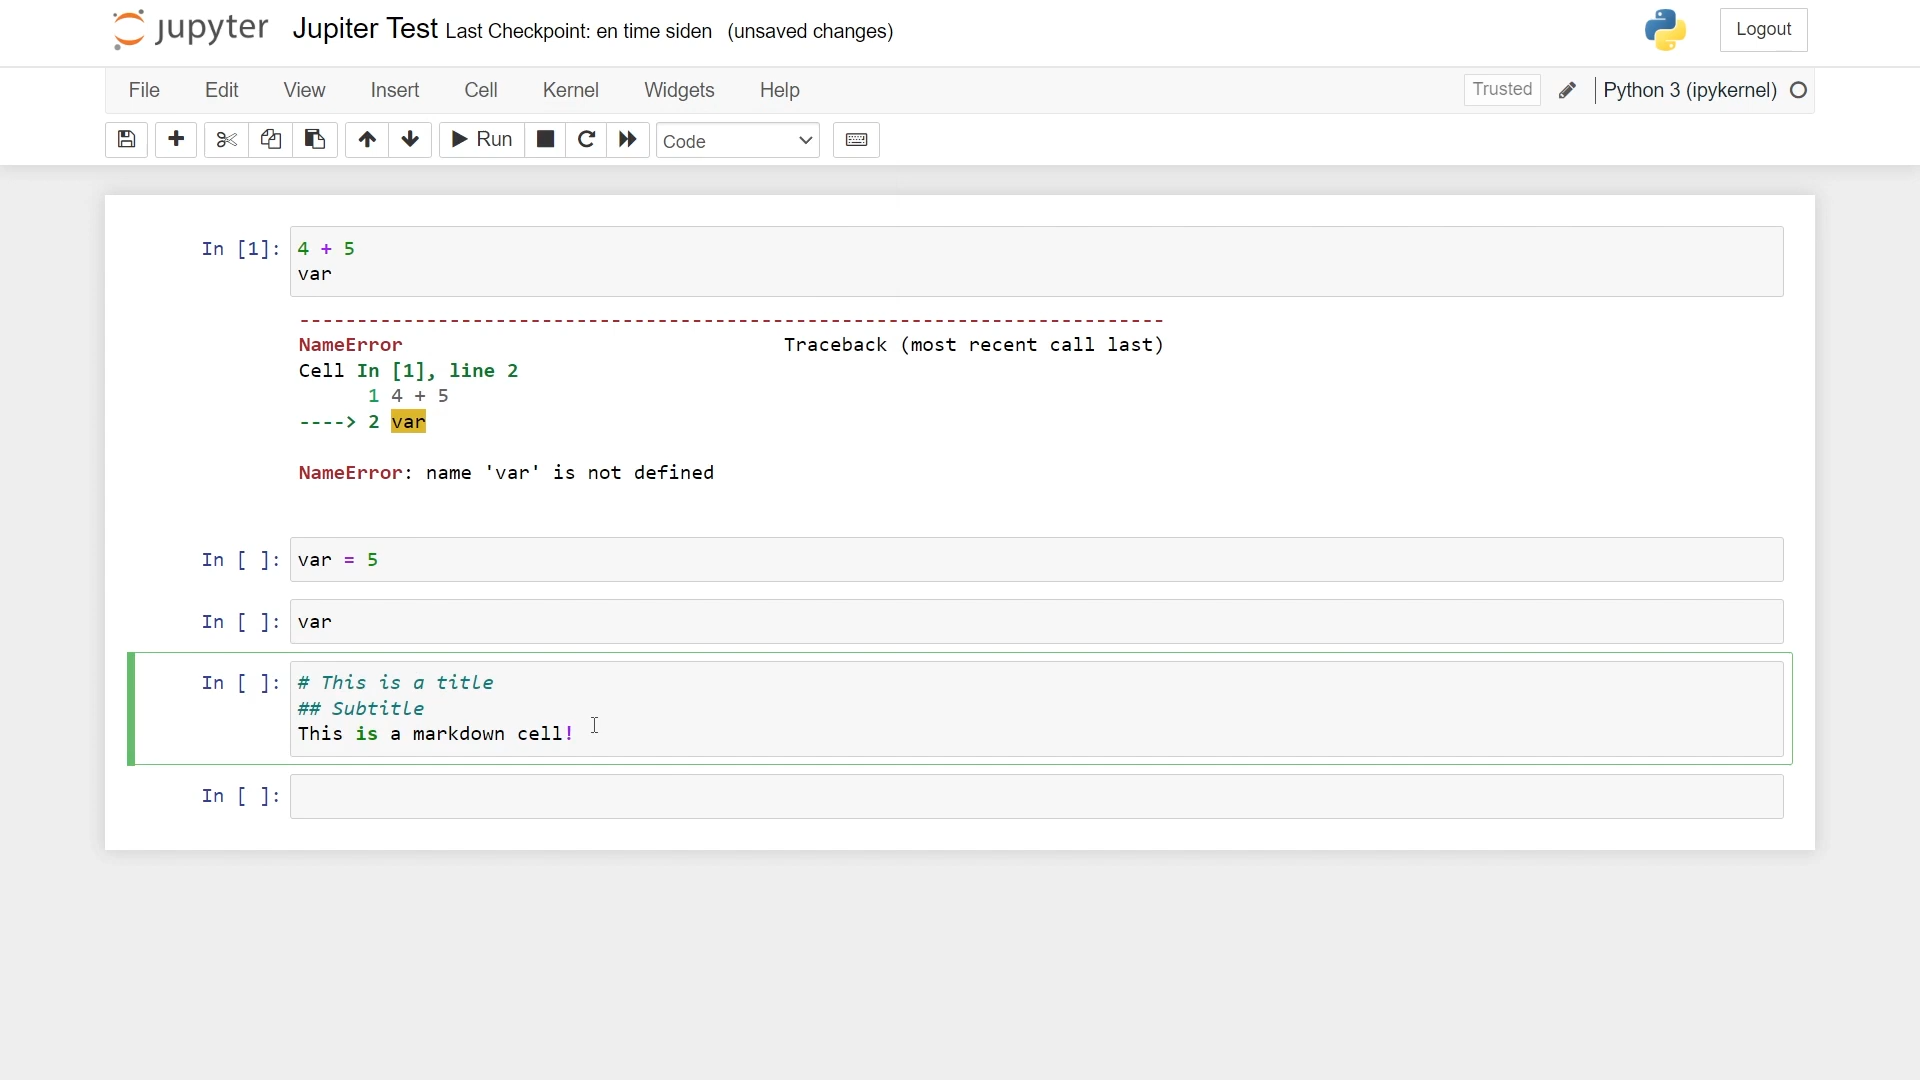 jupyter Jupiter Test Last Checkpoint: en time siden (unsaved changes) Logout
File Edit View Insert Cell Kernel Widgets Help Trusted Python 3 (ipykernel)
Run Code
In [1]: 4 + 5
var
---------------------------------------------------------------------------
NameError Traceback (most recent call last)
Cell In [1], line 2
1 4 + 5
----> 2 var
NameError: name 'var' is not defined
In [ ]: var = 5
In [ ]: var
In [ ]: # This is a title
## Subtitle
This is a markdown cell!
In [ ]: